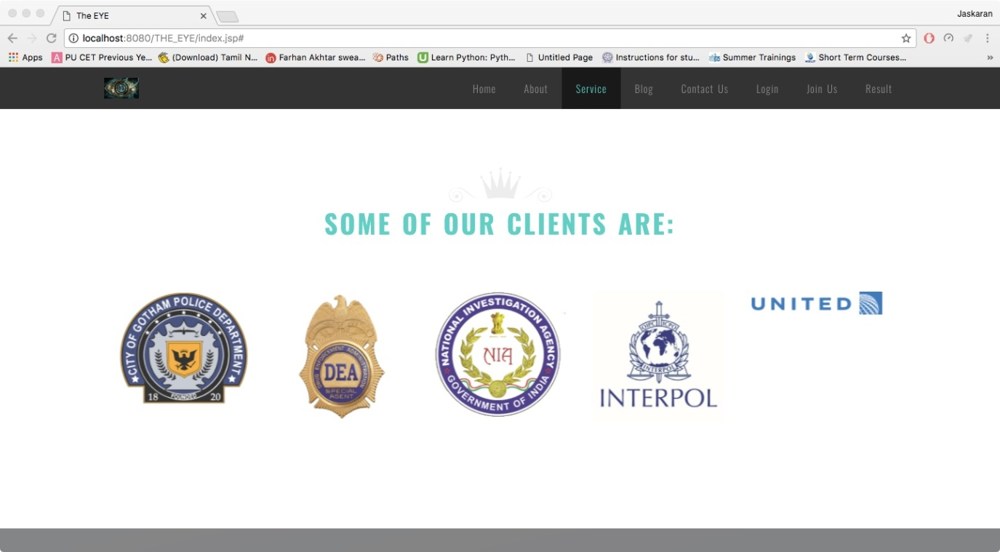 The EYE
Jaskaran
localhost:8080/THE_EYE/index.jsp#
Apps PU CET Previous Ye... (Download) Tamil N... Farhan Akhtar swea... Paths Learn Python: Pyth... Untitled Page Instructions for stu... Summer Trainings Short Term Courses... »
Home About Service Blog Contact Us Login Join Us Result
SOME OF OUR CLIENTS ARE:
CITY OF GOTHAM POLICE DEPARTMENT
18 FOUNDED 20
DRUG ENFORCEMENT ADMINISTRATION
DEA
SPECIAL
AGENT
NATIONAL INVESTIGATION AGENCY
NIA
GOVERNMENT OF INDIA
OIPC ICPO
INTERPOL
INTERPOL
UNITED